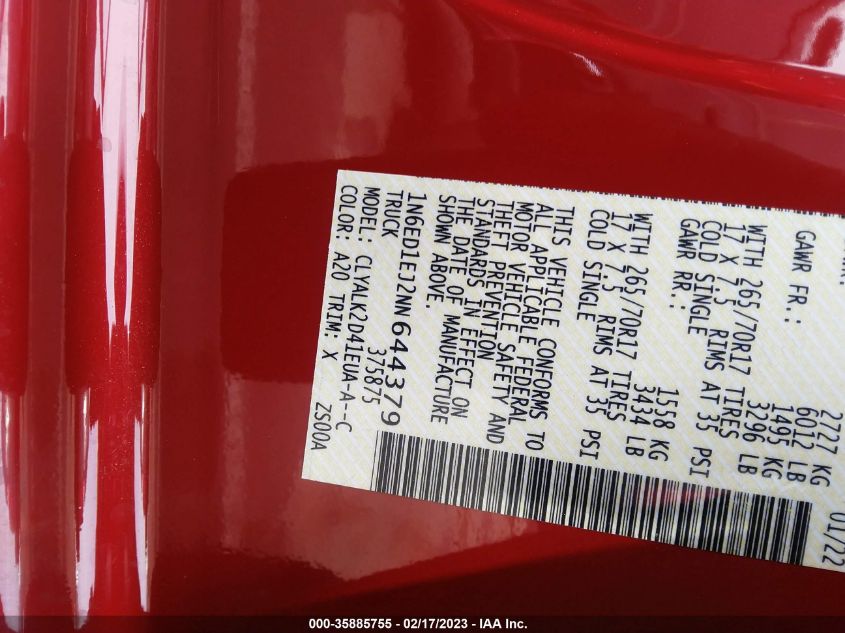 01/22
GAWR FR.:
2727 KG
6012 LB
1495 KG
3296 LB
WITH 265/70R17 TIRES
17 X 7.5 RIMS AT 35 PSI
COLD SINGLE
GAWR RR.:
1558 KG
3434 LB
WITH 265/70R17 TIRES
17 X 7.5 RIMS AT 35 PSI
COLD SINGLE
THIS VEHICLE CONFORMS TO
ALL APPLICABLE FEDERAL
MOTOR VEHICLE SAFETY AND
THEFT PREVENTION
STANDARDS IN EFFECT ON
THE DATE OF MANUFACTURE
SHOWN ABOVE.
1N6ED1EJ2NN644379
TRUCK 375875
MODEL: CLYALK2D41EUA-A--C
COLOR: A20 TRIM: X ZS00A
000-35885755 - 02/17/2023 - IAA Inc.